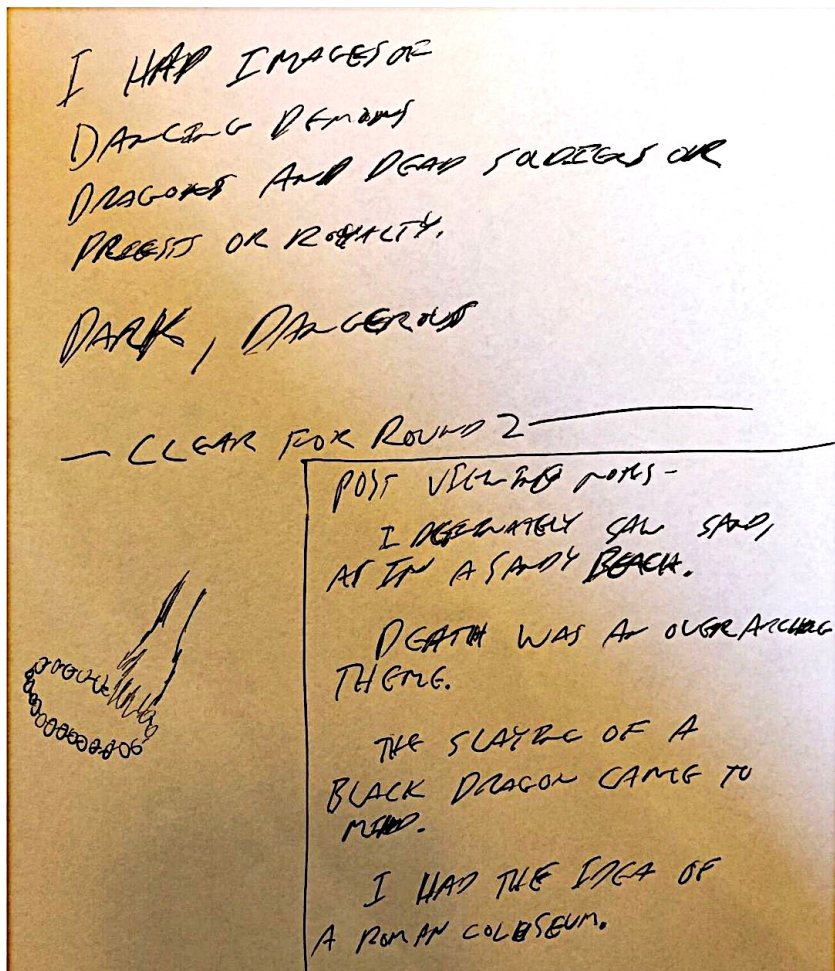 I HAD IMAGES OF
DANCING DEMONS
DRAGONS AND DEAD SOLDIERS OR
PRIESTS OR ROYALTY.
DARK, DANGEROUS
— CLEAR FOR ROUND 2 —
POST VIEWING NOTES -
I DEFINATELY SAW SAND,
AS IN A SANDY BEACH.
DEATH WAS AN OVERARCHING
THEME.
THE SLAYING OF A
BLACK DRAGON CAME TO
MIND.
I HAD THE IDEA OF
A ROMAN COLESEUM.